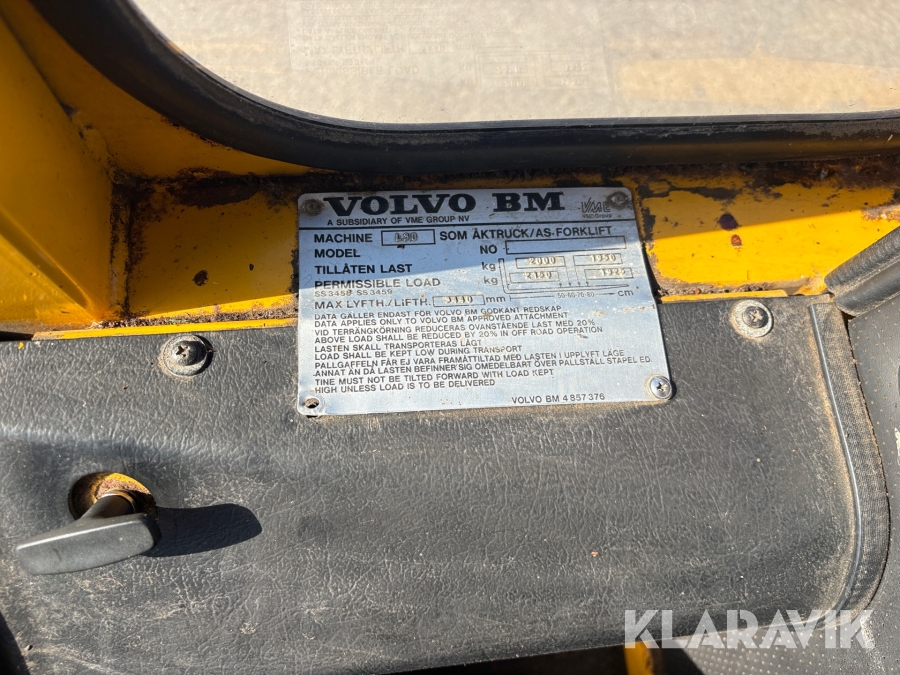 VOLVO BM
VME
A SUBSIDIARY OF VME GROUP NV
MACHINE L30 SOM ÅKTRUCK/AS-FORKLIFT
MODEL NO
TILLÅTEN LAST kg 2000 1350
PERMISSIBLE LOAD kg 2150 1325
SS3458 SS3459 50-60-70-80 cm
MAX LYFTH./LIFTH. 3110 mm
DATA GÄLLER ENDAST FÖR VOLVO BM GODKÄNT REDSKAP
DATA APPLIES ONLY TO VOLVO BM APPROVED ATTACHMENT
VID TERRÄNGKÖRNING REDUCERAS OVANSTÅENDE LAST MED 20%
ABOVE LOAD SHALL BE REDUCED BY 20% IN OFF ROAD OPERATION
LASTEN SKALL TRANSPORTERAS LÅGT
LOAD SHALL BE KEPT LOW DURING TRANSPORT
PALLGAFFELN FÅR EJ VARA FRAMÅTTILTAD MED LASTEN I UPPLYFT LÄGE
ANNAT ÄN DÅ LASTEN BEFINNER SIG OMEDELBART ÖVER PALLSTÄLL STAPEL ED.
TINE MUST NOT BE TILTED FORWARD WITH LOAD KEPT
HIGH UNLESS LOAD IS TO BE DELIVERED
VOLVO BM 4 857 376
KLARAVIK